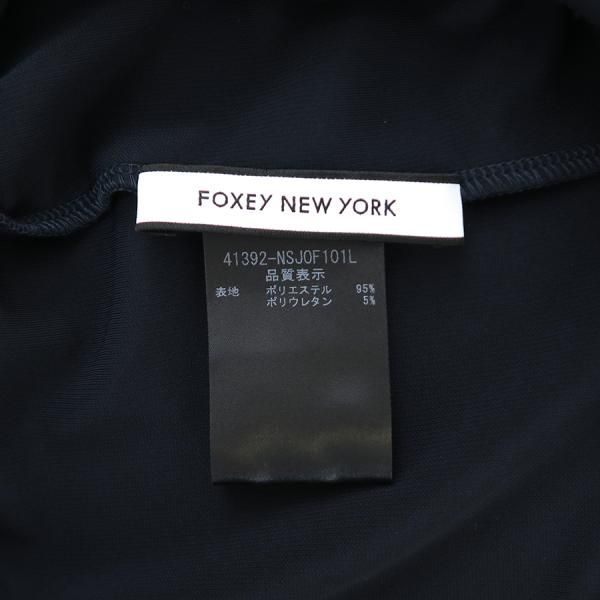 FOXEY NEW YORK
41392-NSJOF101L
品質表示
表地 ポリエステル 95%
ポリウレタン 5%